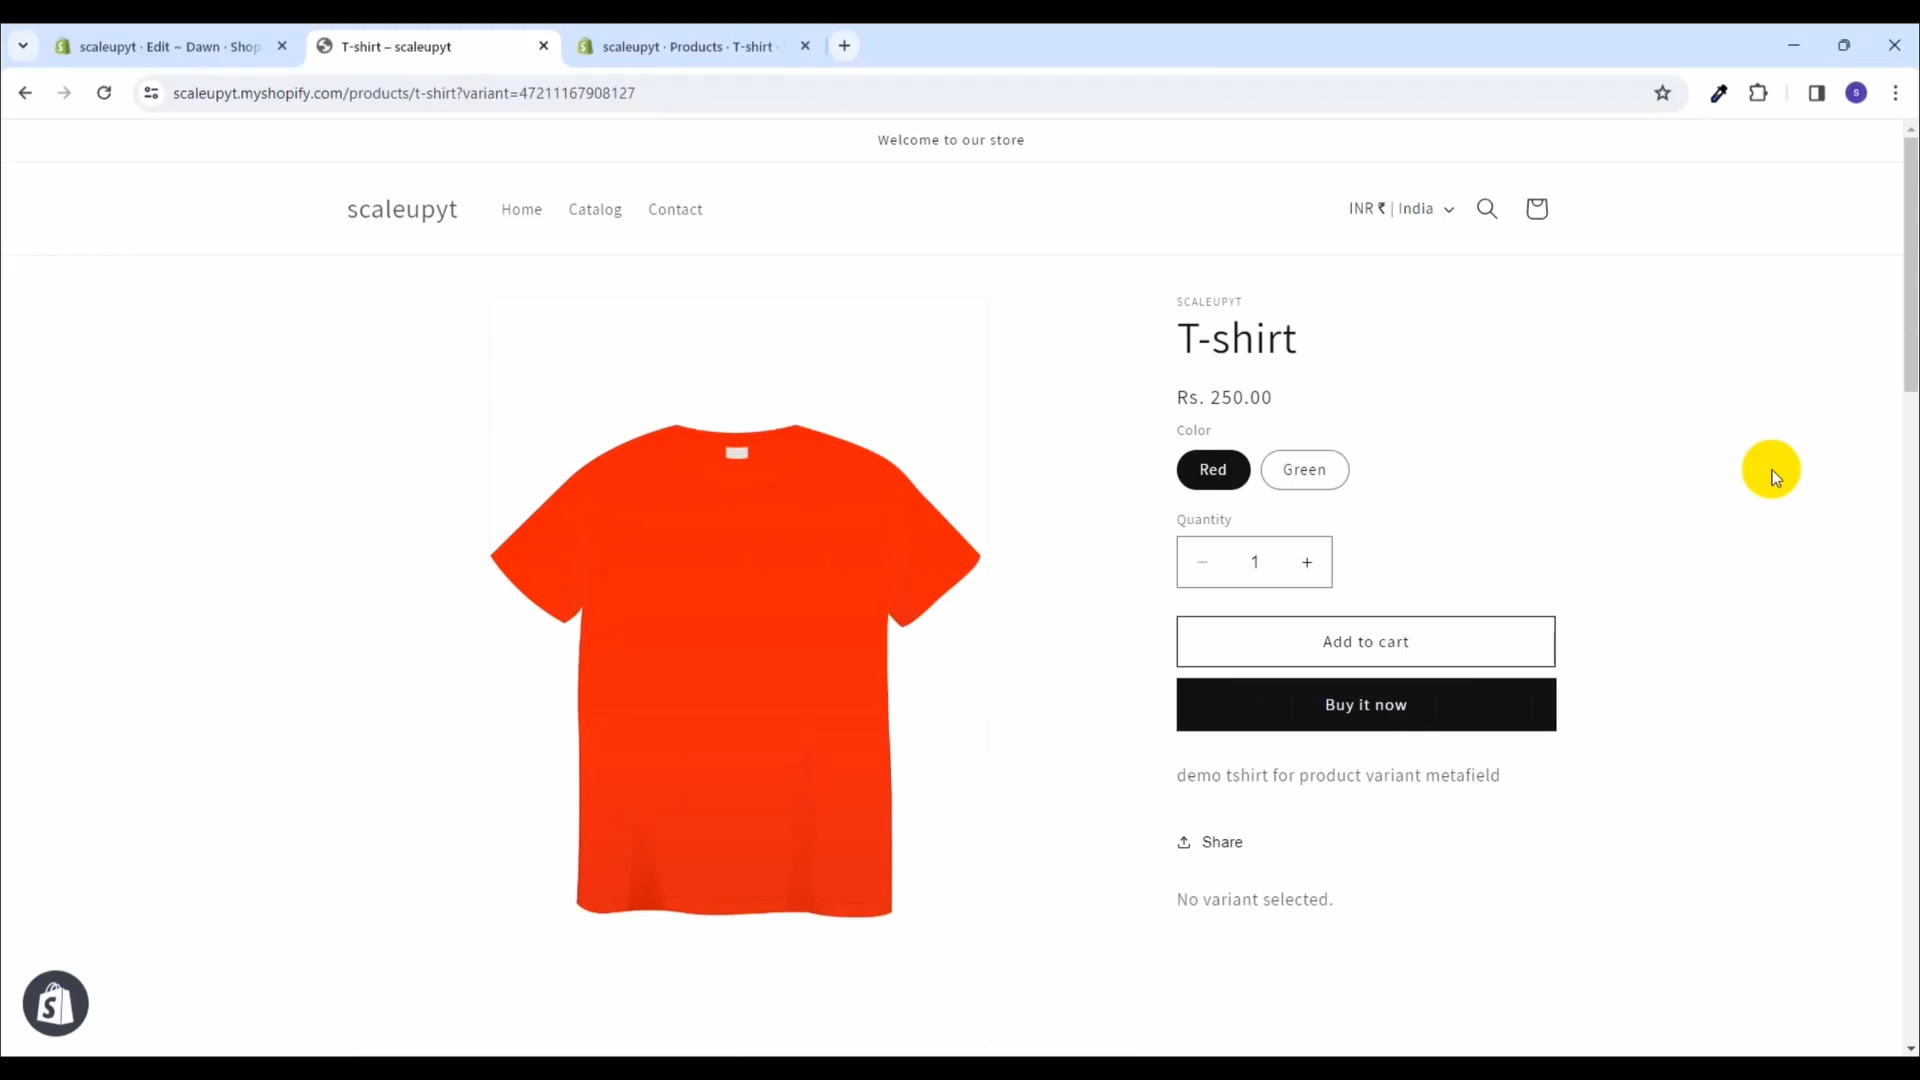 scaleupyt · Edit ~ Dawn · Shop
T-shirt – scaleupyt
scaleupyt · Products · T-shirt ·
scaleupyt.myshopify.com/products/t-shirt?variant=47211167908127
S
Welcome to our store
scaleupyt
Home
Catalog
Contact
INR ₹ | India
SCALEUPYT
T-shirt
Rs. 250.00
Color
Red
Green
Quantity
− 1 +
Add to cart
Buy it now
demo tshirt for product variant metafield
Share
No variant selected.